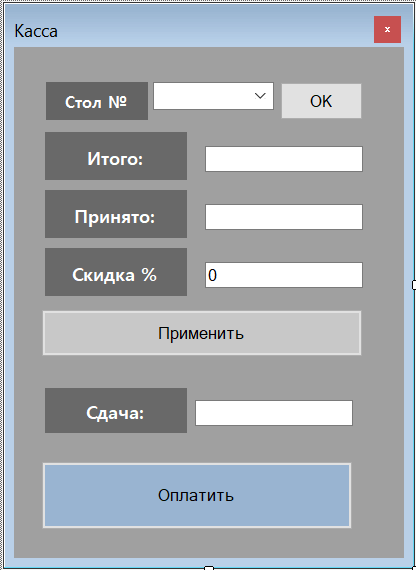 Касса
x
Стол № OK
Итого:
Принято:
Скидка % 0
Применить
Сдача:
Оплатить